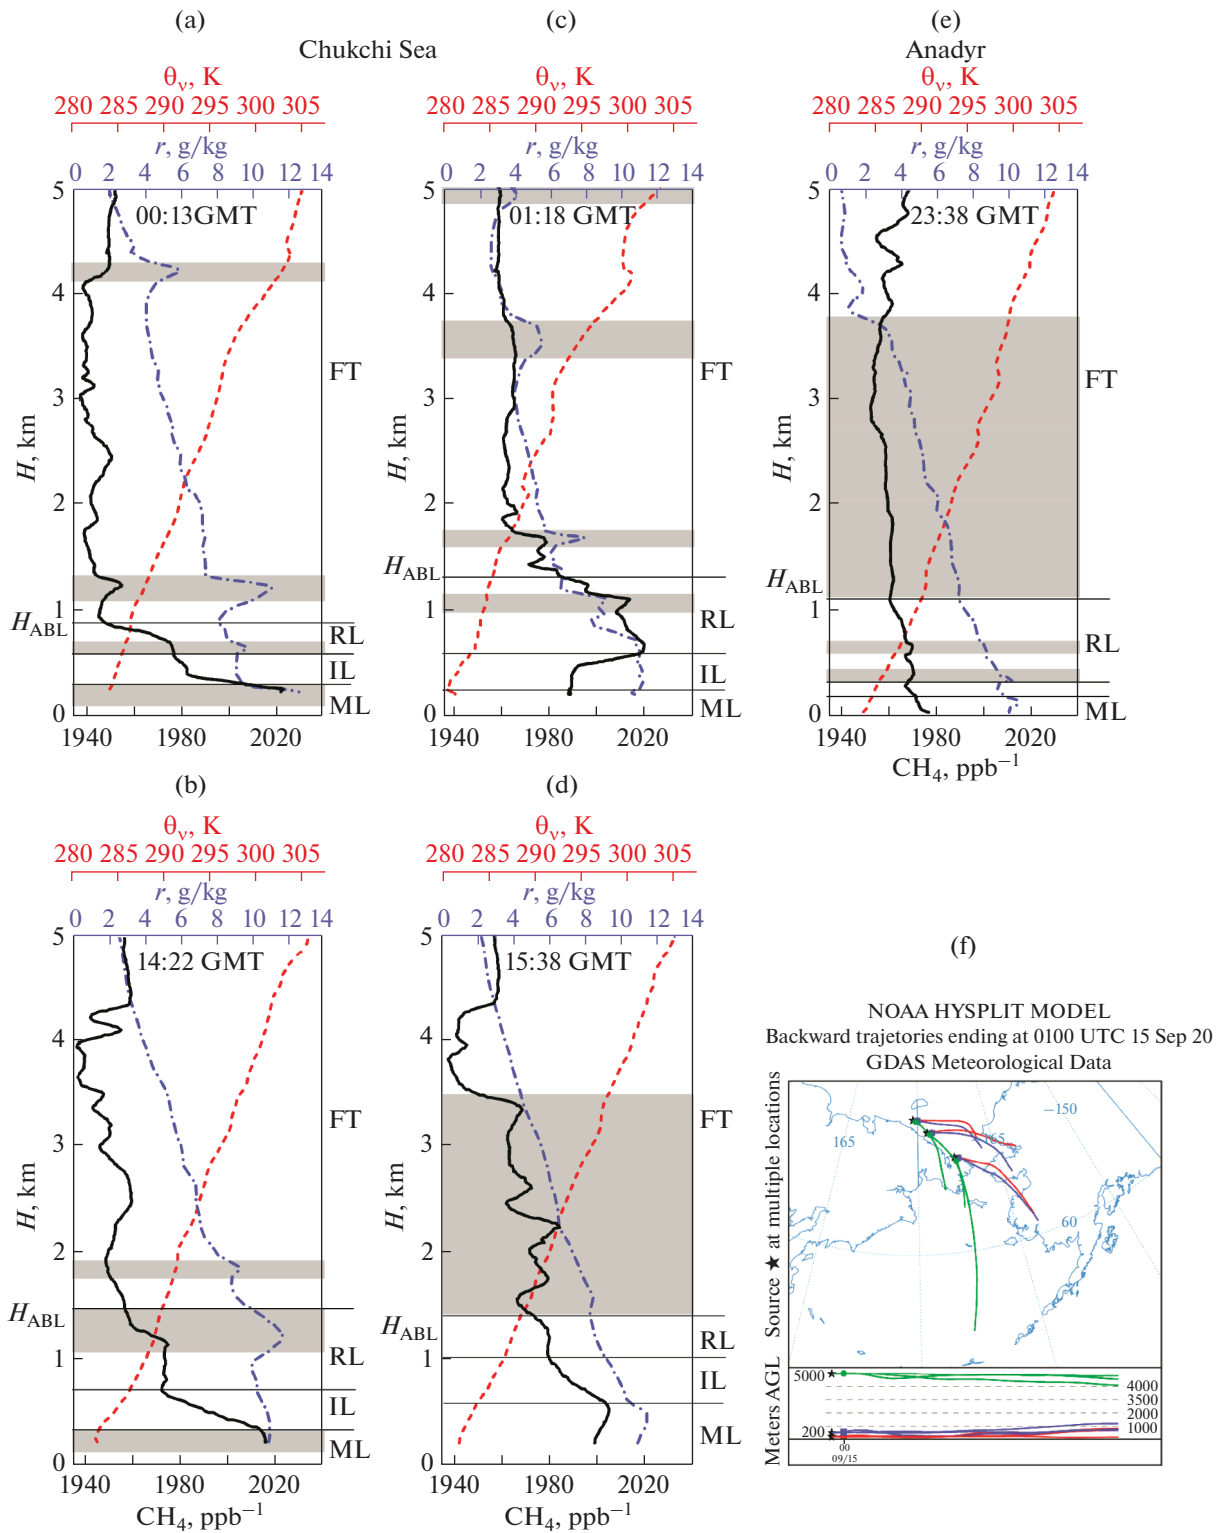 (a)
(c)
(e)
Chukchi Sea
Anadyr
θv, K
θv, K
θv, K
280 285 290 295 300 305
280 285 290 295 300 305
280 285 290 295 300 305
r, g/kg
r, g/kg
r, g/kg
0 2 4 6 8 10 12 14
0 2 4 6 8 10 12 14
0 2 4 6 8 10 12 14
00:13GMT
01:18 GMT
23:38 GMT
5
4
3
2
1
0
H, km
HABL
FT
RL
IL
ML
5
4
3
2
1
0
H, km
HABL
FT
RL
IL
ML
5
4
3
2
1
0
H, km
HABL
FT
RL
ML
1940 1980 2020
1940 1980 2020
1940 1980 2020
CH4, ppb−1
(b)
(d)
θv, K
θv, K
280 285 290 295 300 305
280 285 290 295 300 305
r, g/kg
r, g/kg
0 2 4 6 8 10 12 14
0 2 4 6 8 10 12 14
14:22 GMT
15:38 GMT
5
4
3
2
1
0
H, km
HABL
FT
RL
IL
ML
5
4
3
2
1
0
H, km
HABL
FT
RL
IL
ML
1940 1980 2020
1940 1980 2020
CH4, ppb−1
CH4, ppb−1
(f)
NOAA HYSPLIT MODEL
Backward trajetories ending at 0100 UTC 15 Sep 20
GDAS Meteorological Data
Source ★ at multiple locations
165
165
−150
60
Meters AGL
5000
200
4000
3500
2000
1000
00
09/15